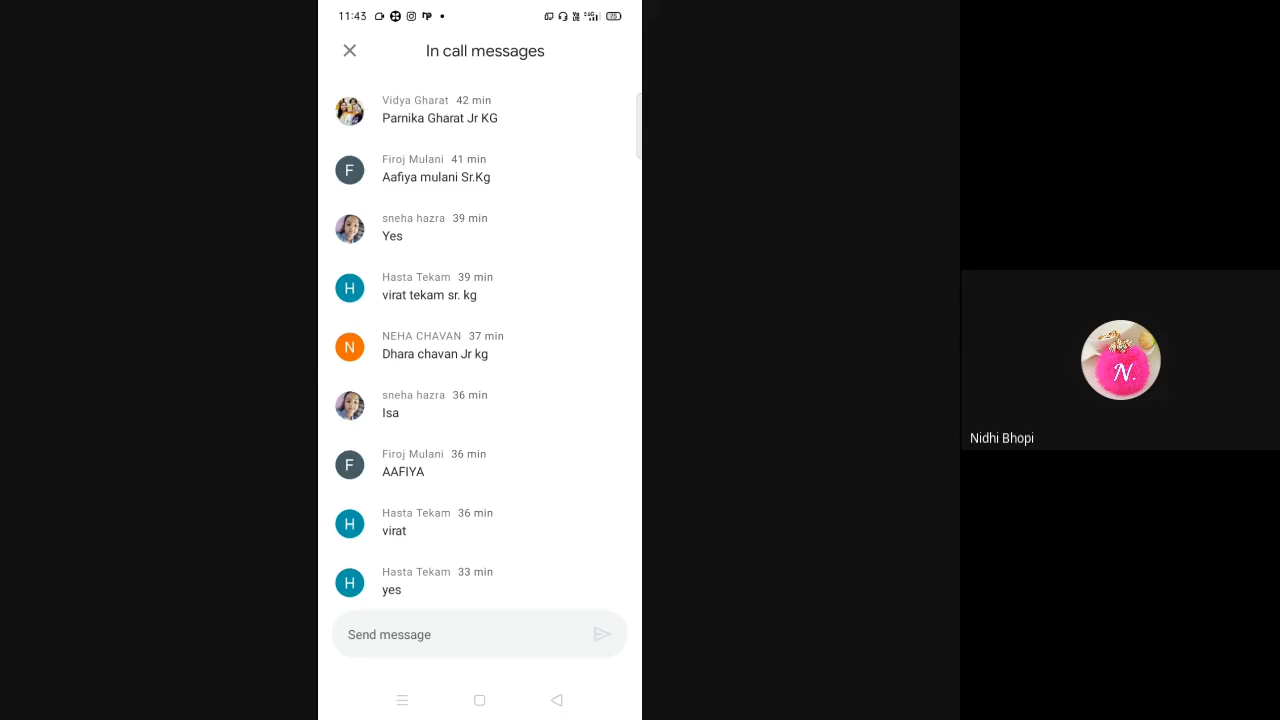 11:43
75
In call messages
Vidya Gharat 42 min
Parnika Gharat Jr KG
F
Firoj Mulani 41 min
Aafiya mulani Sr.Kg
sneha hazra 39 min
Yes
H
Hasta Tekam 39 min
virat tekam sr. kg
N
NEHA CHAVAN 37 min
Dhara chavan Jr kg
sneha hazra 36 min
Isa
F
Firoj Mulani 36 min
AAFIYA
H
Hasta Tekam 36 min
virat
H
Hasta Tekam 33 min
yes
Send message
N.
Nidhi Bhopi